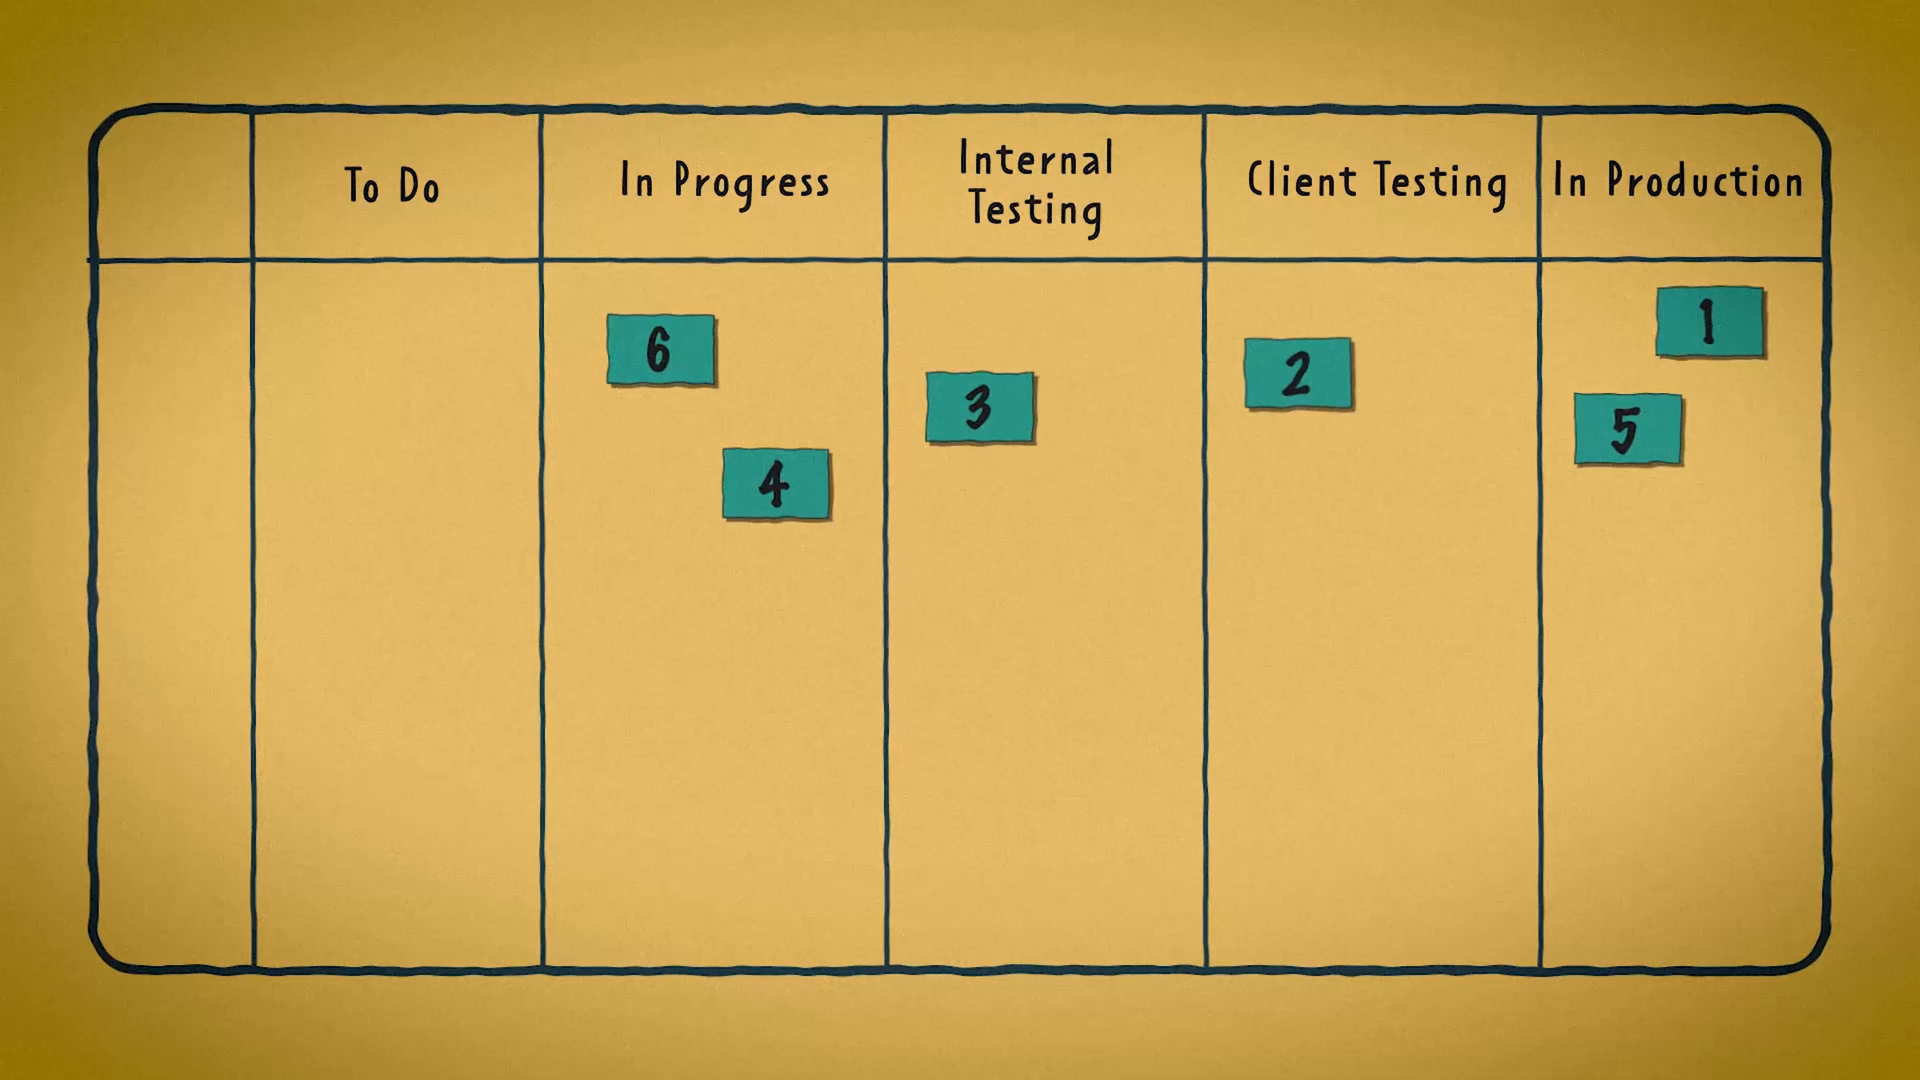 To Do
In Progress
Internal
Testing
Client Testing
In Production
6
4
3
2
1
5